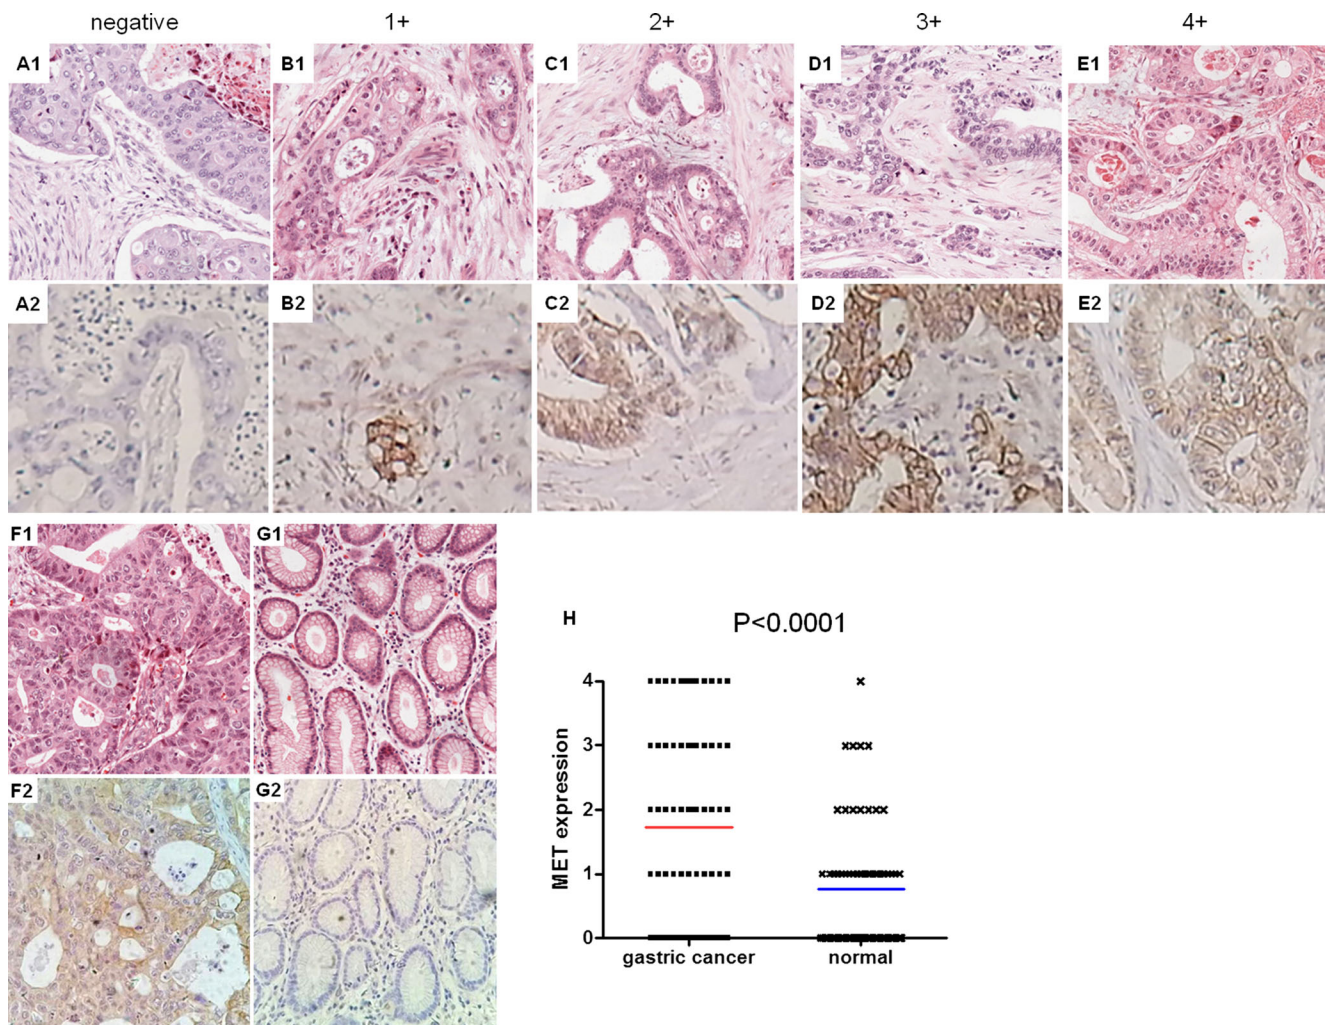 negative 1+ 2+ 3+ 4+
A1 B1 C1 D1 E1
A2 B2 C2 D2 E2
F1 G1
H P<0.0001
4
3
F2 G2
2
MET expression
1
0
gastric cancer normal